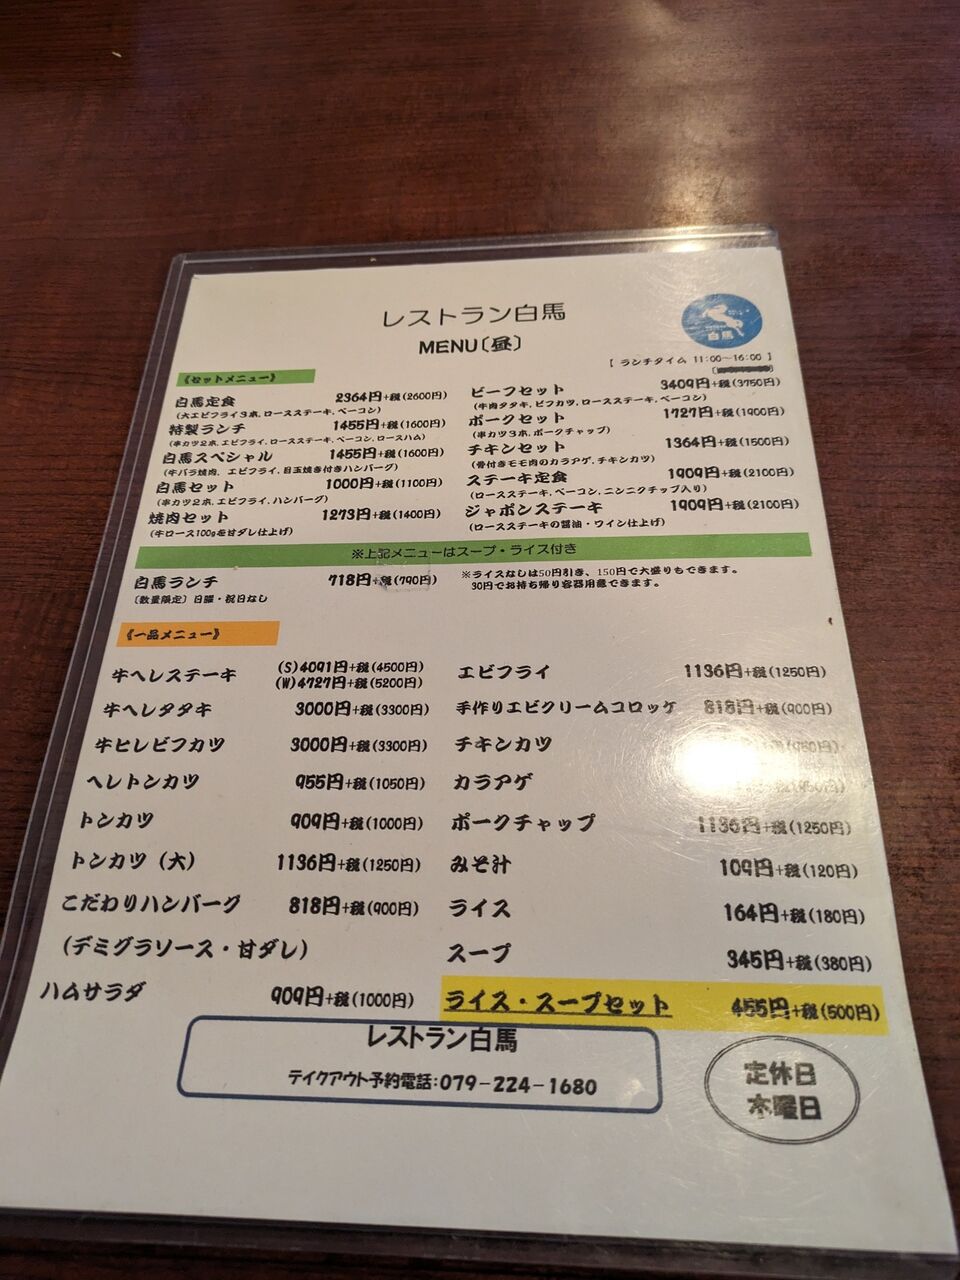 レストラン白馬
白馬
MENU〔昼〕
[ ランチタイム 11:00〜16:00 ]
《セットメニュー》
白馬定食 2364円+税(2600円)
(大エビフライ3本,ロースステーキ,ベーコン)
特製ランチ 1455円+税(1600円)
(串カツ2本,エビフライ,ロースステーキ,ベーコン,ロースハム)
白馬スペシャル 1455円+税(1600円)
(牛バラ焼肉、エビフライ,目玉焼き付きハンバーグ)
白馬セット 1000円+税(1100円)
(串カツ2本,エビフライ,ハンバーグ)
焼肉セット 1273円+税(1400円)
(牛ロース100gを甘ダレ仕上げ)
ビーフセット 3409円+税(3750円)
(牛肉タタキ,ビフカツ,ロースステーキ,ベーコン)
ポークセット 1727円+税(1900円)
(串カツ3本,ポークチャップ)
チキンセット 1364円+税(1500円)
(骨付きモモ肉のカラアゲ,チキンカツ)
ステーキ定食 1909円+税(2100円)
(ロースステーキ,ベーコン,ニンニクチップ入り)
ジャポンステーキ 1909円+税(2100円)
(ロースステーキの醤油・ワイン仕上げ)
※上記メニューはスープ・ライス付き
白馬ランチ 718円+税(790円)
〔数量限定〕日曜・祝日なし
※ライスなしは50円引き、150円で大盛りもできます。
30円でお持ち帰り容器用意できます。
《一品メニュー》
牛ヘレステーキ (S)4091円+税(4500円)
(W)4727円+税(5200円)
牛ヘレタタキ 3000円+税(3300円)
牛ヒレビフカツ 3000円+税(3300円)
ヘレトンカツ 955円+税(1050円)
トンカツ 909円+税(1000円)
トンカツ(大) 1136円+税(1250円)
こだわりハンバーグ 818円+税(900円)
(デミグラソース・甘ダレ)
ハムサラダ 909円+税(1000円)
エビフライ 1136円+税(1250円)
手作りエビクリームコロッケ 818円+税(900円)
チキンカツ
カラアゲ
ポークチャップ 1136円+税(1250円)
みそ汁 109円+税(120円)
ライス 164円+税(180円)
スープ 345円+税(380円)
ライス・スープセット 455円+税(500円)
レストラン白馬
テイクアウト予約電話:079-224-1680
定休日
木曜日